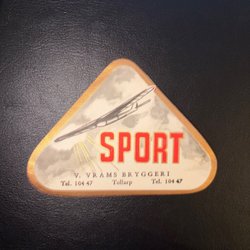 SPORT
V. VRAMS BRYGGERI
Tel. 104 47 Tollarp Tel. 104 47